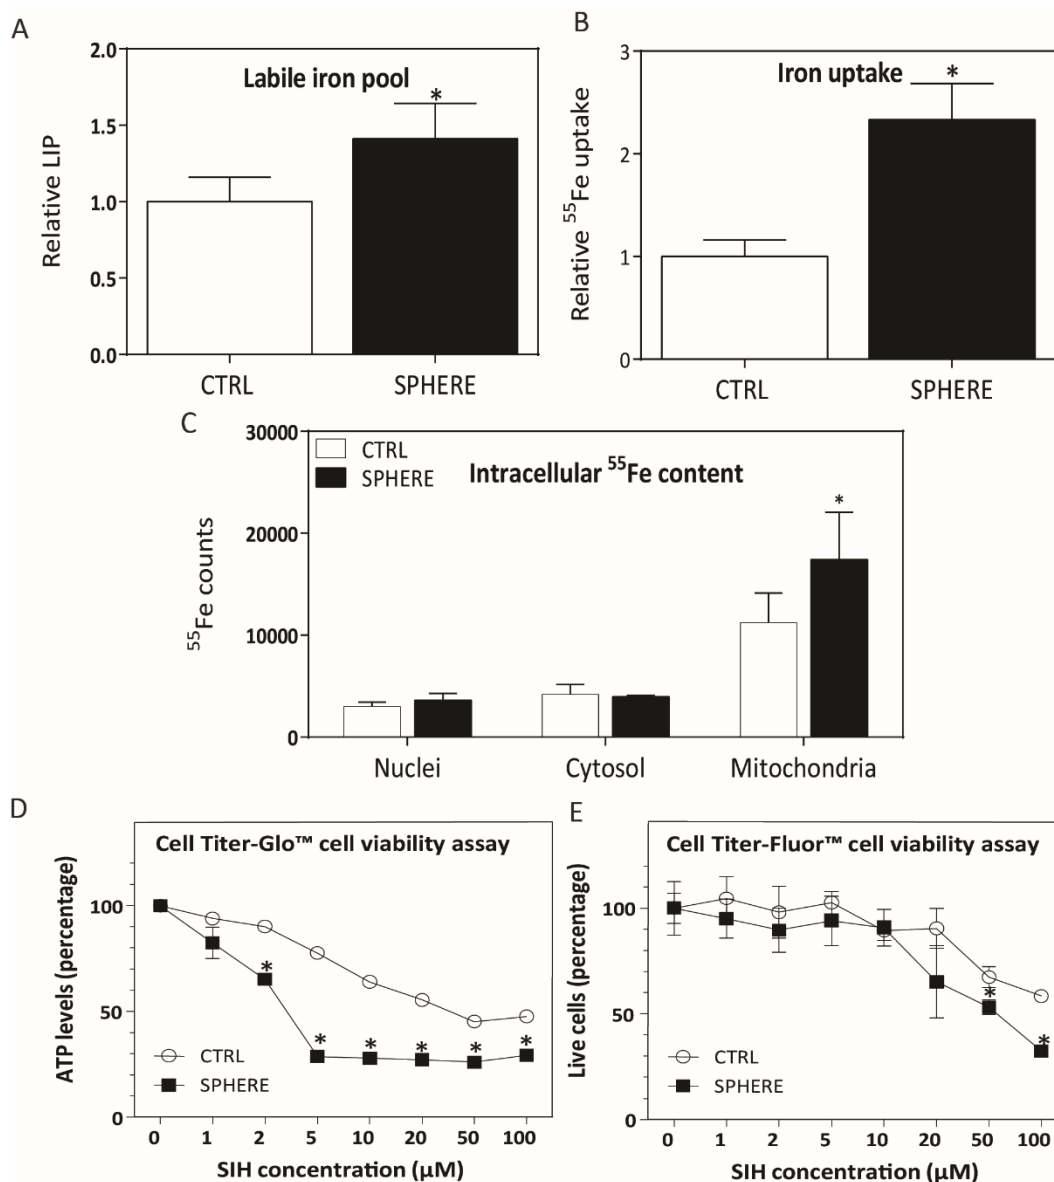 A
Labile iron pool
Relative LIP
2.0
1.5
1.0
0.5
0.0
*
CTRL
SPHERE
B
Iron uptake
Relative ⁵⁵Fe uptake
3
2
1
0
*
CTRL
SPHERE
C
CTRL
SPHERE
Intracellular ⁵⁵Fe content
⁵⁵Fe counts
30000
20000
10000
0
*
Nuclei
Cytosol
Mitochondria
D
Cell Titer-Glo™ cell viability assay
ATP levels (percentage)
100
50
0
* * * * * *
CTRL
SPHERE
0 1 2 5 10 20 50 100
SIH concentration (µM)
E
Cell Titer-Fluor™ cell viability assay
Live cells (percentage)
100
50
0
* *
CTRL
SPHERE
0 1 2 5 10 20 50 100
SIH concentration (µM)